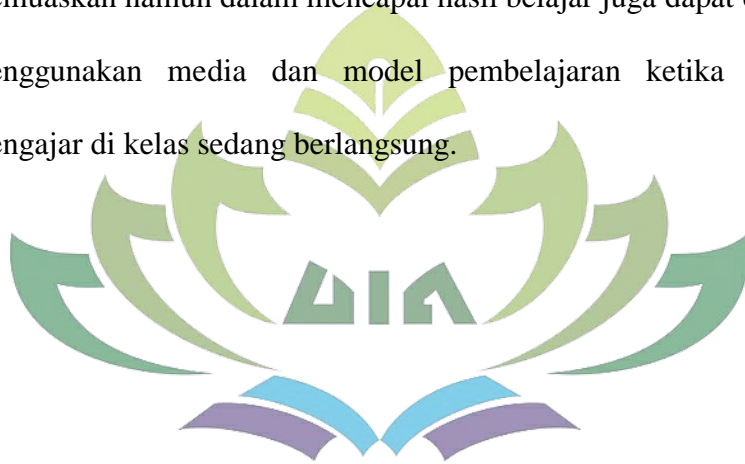 emuaskan namun dalam mencapai hasil belajar juga dapat
enggunakan media dan model pembelajaran ketika
engajar di kelas sedang berlangsung.
UIN